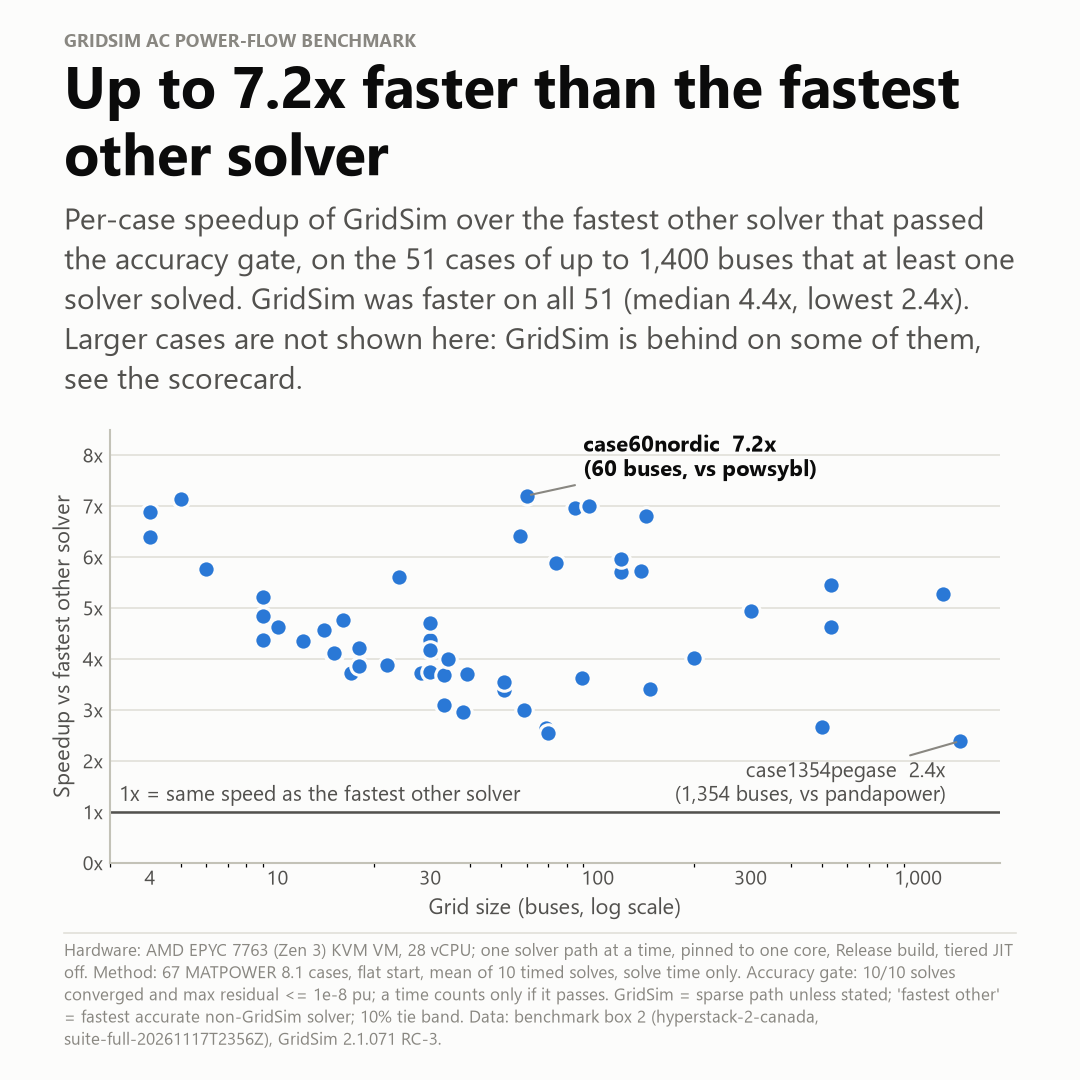 GRIDSIM AC POWER-FLOW BENCHMARK
Up to 7.2x faster than the fastest
other solver
Per-case speedup of GridSim over the fastest other solver that passed
the accuracy gate, on the 51 cases of up to 1,400 buses that at least one
solver solved. GridSim was faster on all 51 (median 4.4x, lowest 2.4x).
Larger cases are not shown here: GridSim is behind on some of them,
see the scorecard.
Speedup vs fastest other solver
8x
7x
6x
5x
4x
3x
2x
1x
0x
case60nordic 7.2x
(60 buses, vs powsybl)
case1354pegase 2.4x
(1,354 buses, vs pandapower)
1x = same speed as the fastest other solver
4 10 30 100 300 1,000
Grid size (buses, log scale)
Hardware: AMD EPYC 7763 (Zen 3) KVM VM, 28 vCPU; one solver path at a time, pinned to one core, Release build, tiered JIT
off. Method: 67 MATPOWER 8.1 cases, flat start, mean of 10 timed solves, solve time only. Accuracy gate: 10/10 solves
converged and max residual <= 1e-8 pu; a time counts only if it passes. GridSim = sparse path unless stated; 'fastest other'
= fastest accurate non-GridSim solver; 10% tie band. Data: benchmark box 2 (hyperstack-2-canada,
suite-full-20261117T2356Z), GridSim 2.1.071 RC-3.